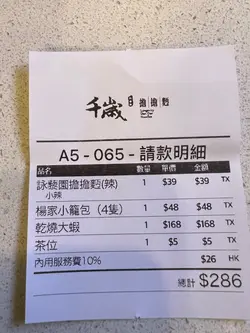 千歲 擔擔麵
A5 - 065 - 請款明細
品名 數量 單價 金額
詠藜園擔擔麵(辣) 1 $39 $39 TX
小辣
楊家小籠包（4隻） 1 $48 $48 TX
乾燒大蝦 1 $168 $168 TX
茶位 1 $5 $5 TX
內用服務費10% $26 HK
總計 $286